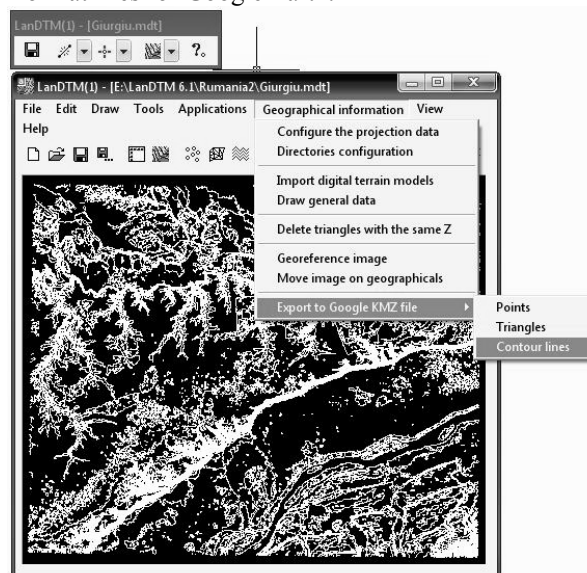 LanDTM(1) - [Giurgiu.mdt]
LanDTM(1) - [E:\LanDTM 6.1\Rumania2\Giurgiu.mdt]
File Edit Draw Tools Applications Geographical information View
Help
Configure the projection data
Directories configuration
Import digital terrain models
Draw general data
Delete triangles with the same Z
Georeference image
Move image on geographicals
Export to Google KMZ file
Points
Triangles
Contour lines